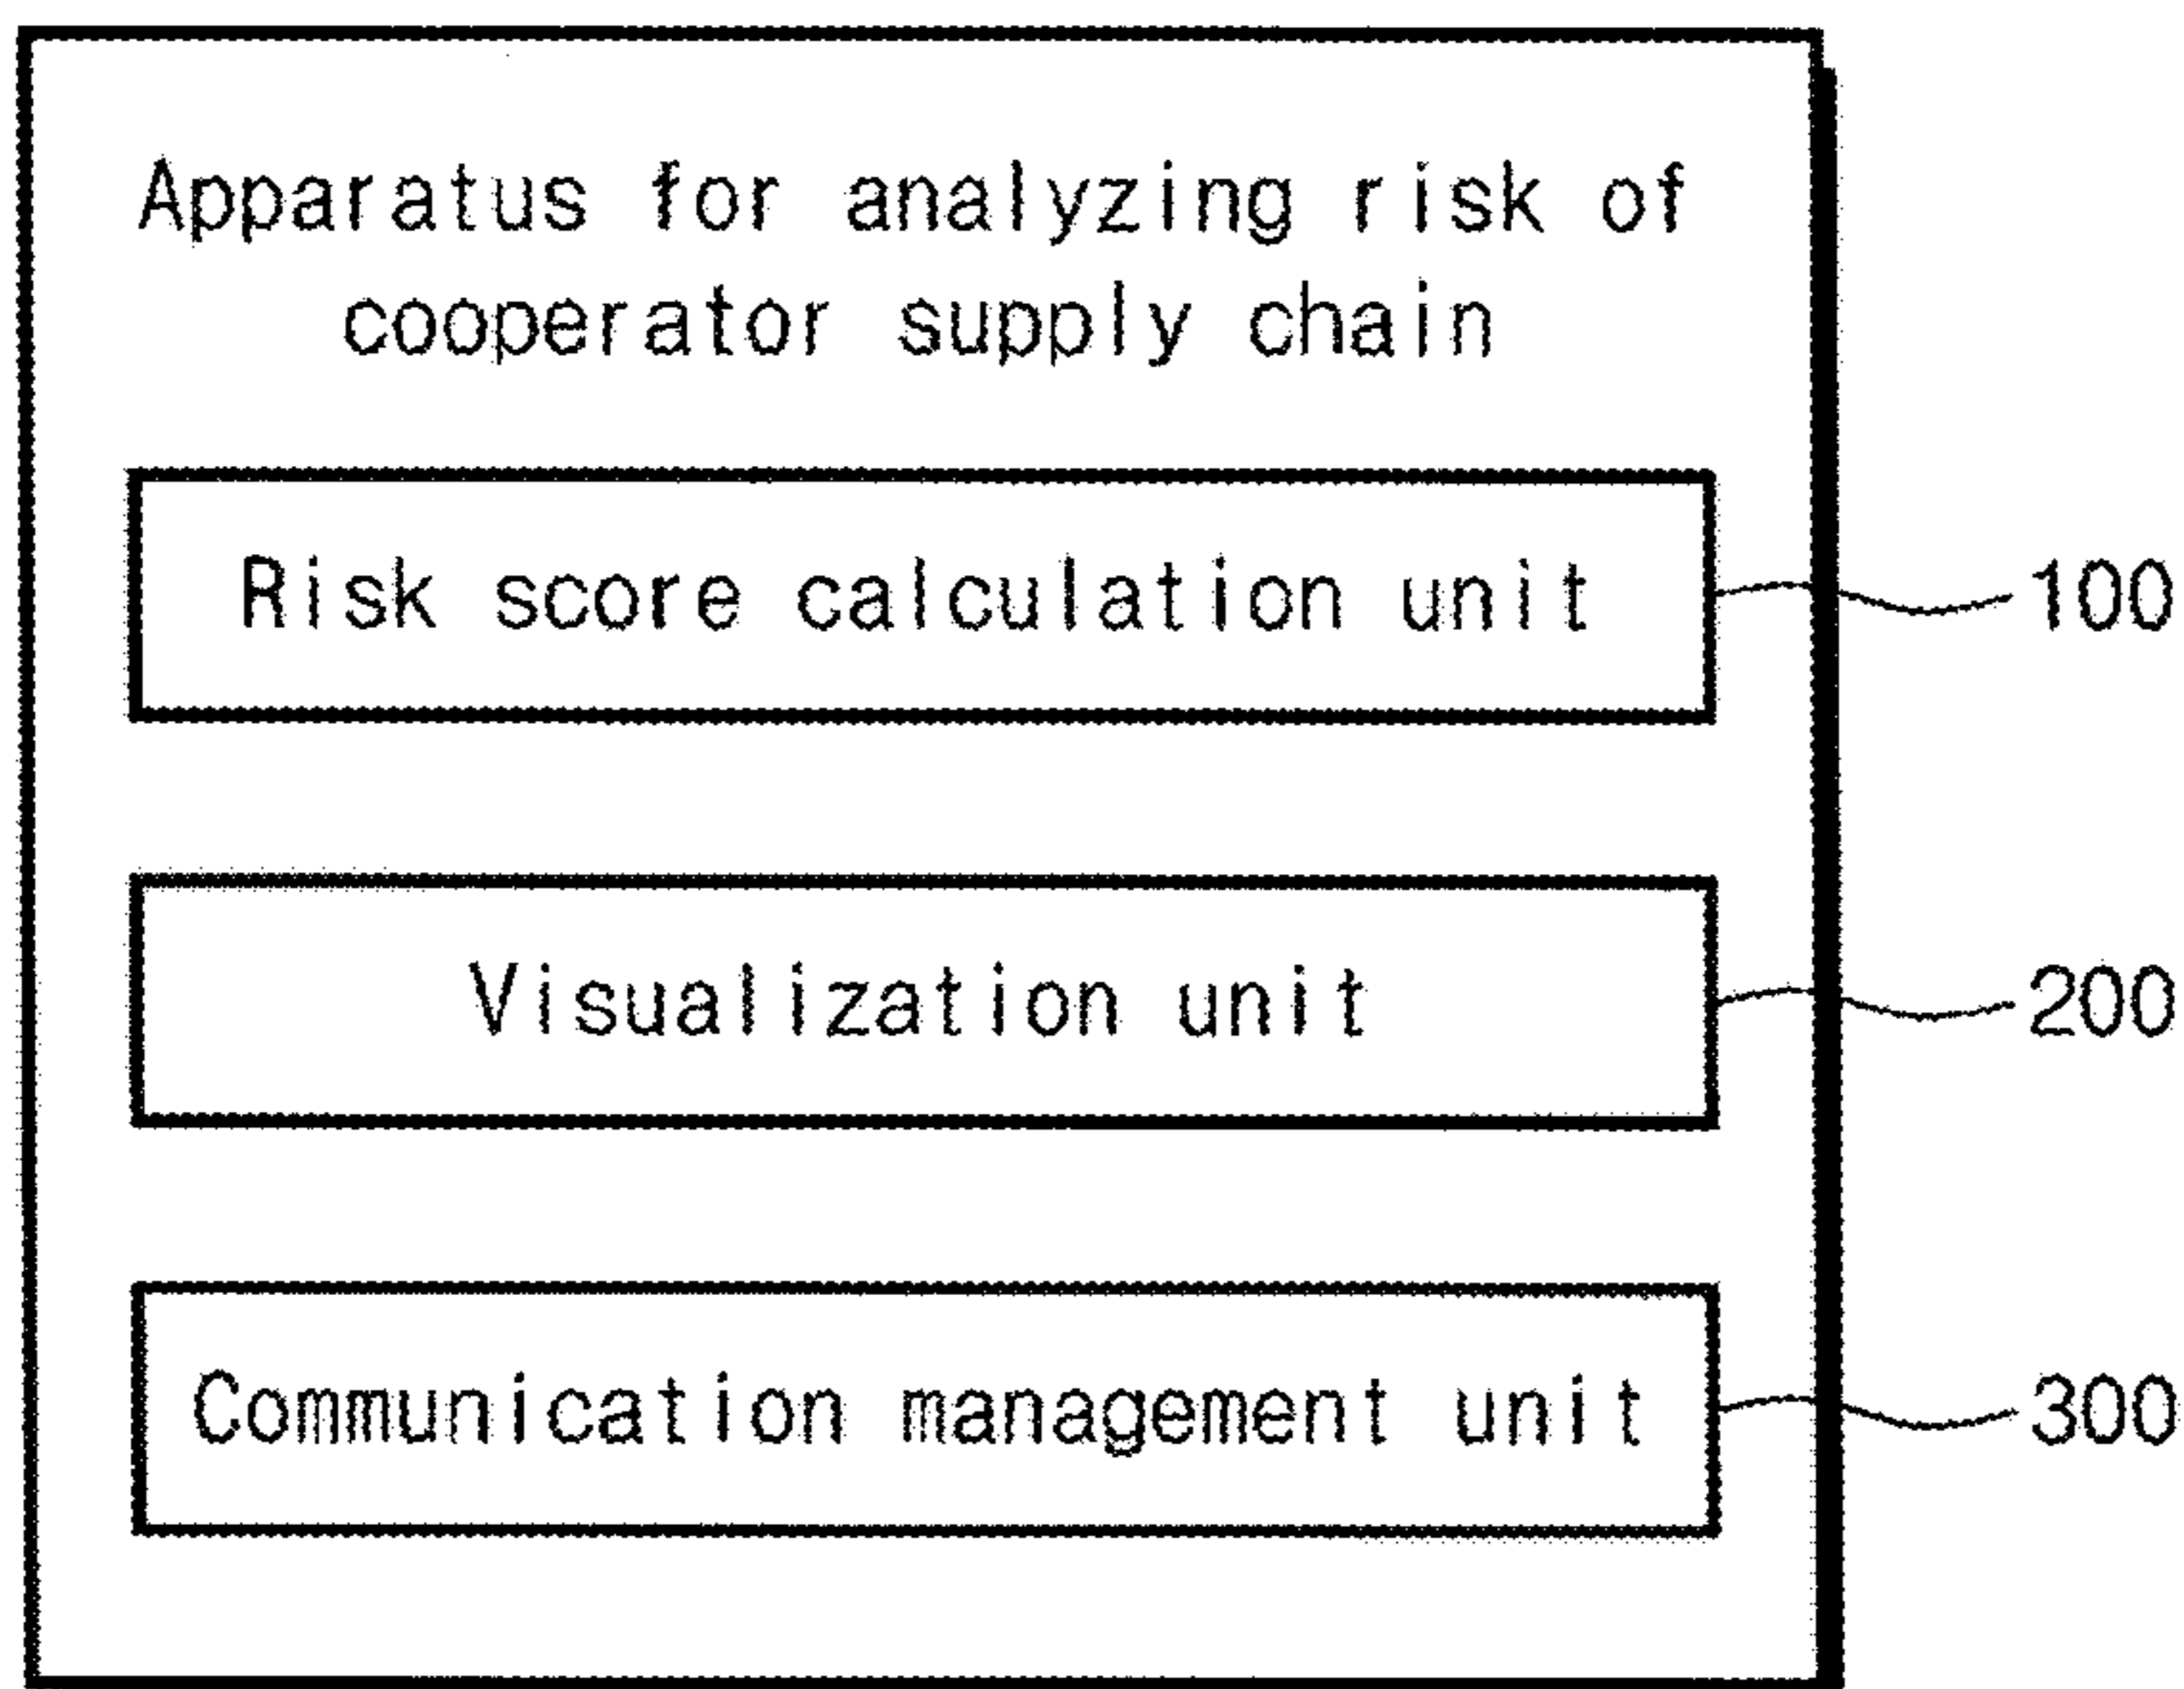 Apparatus for analyzing risk of
cooperator supply chain
Risk score calculation unit 100
Visualization unit 200
Communication management unit 300